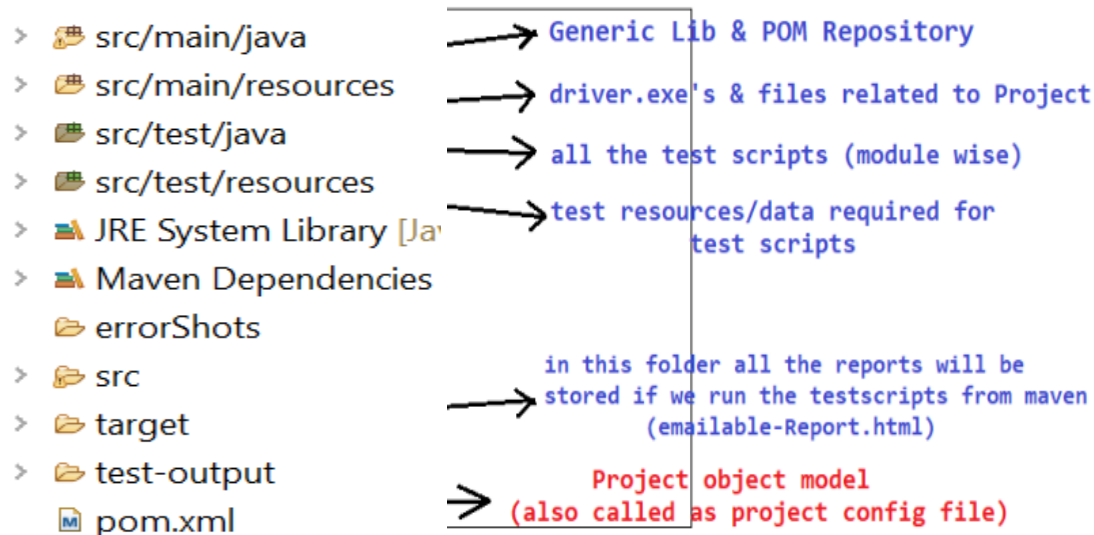 src/main/java
Generic Lib & POM Repository
src/main/resources
driver.exe's & files related to Project
src/test/java
all the test scripts (module wise)
src/test/resources
test resources/data required for
test scripts
JRE System Library [Ja
Maven Dependencies
errorShots
src
in this folder all the reports will be
stored if we run the testscripts from maven
(emailable-Report.html)
target
test-output
Project object model
(also called as project config file)
pom.xml